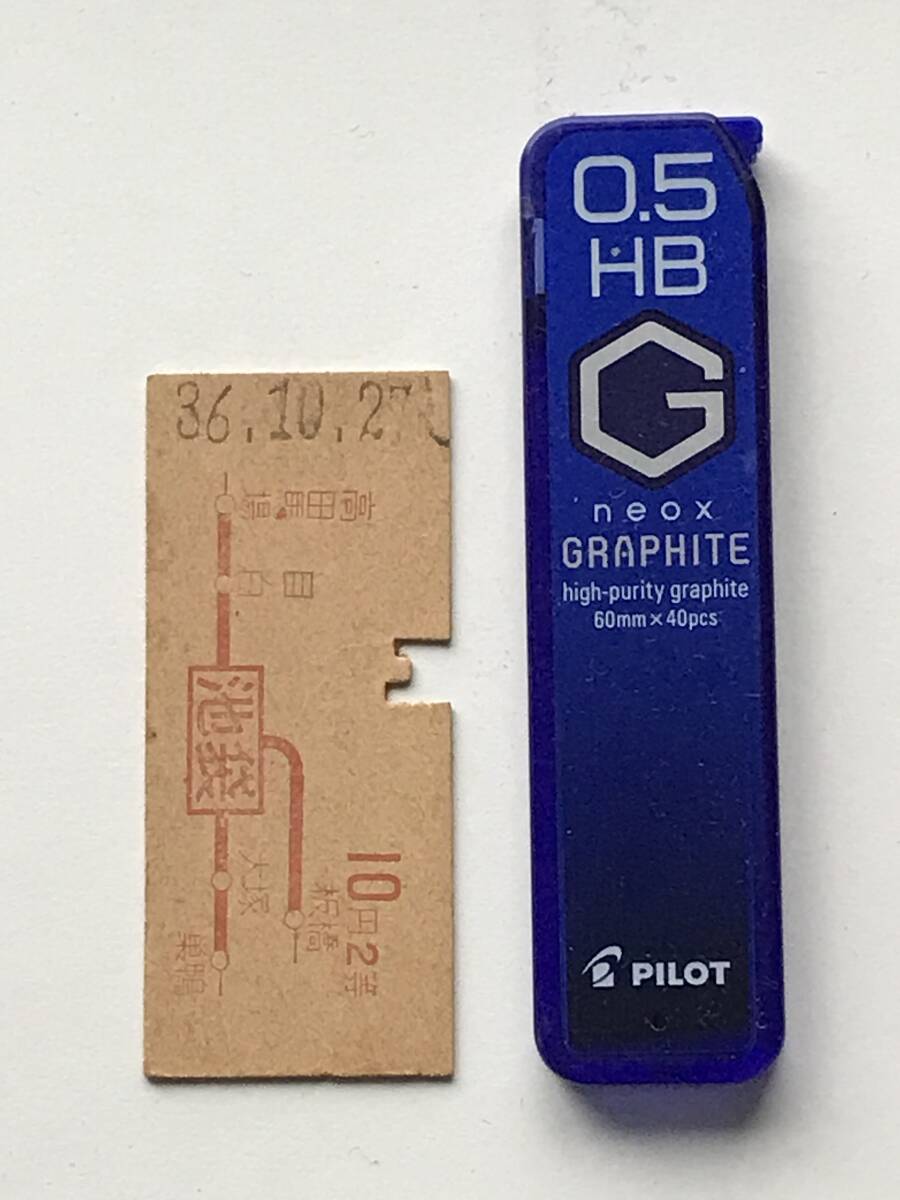 36.10.27
高田馬場
目白
池袋
大塚
板橋
巣鴨
10円2等
0.5
HB
G
neox
GRAPHITE
high-purity graphite
60mm×40pcs
PILOT